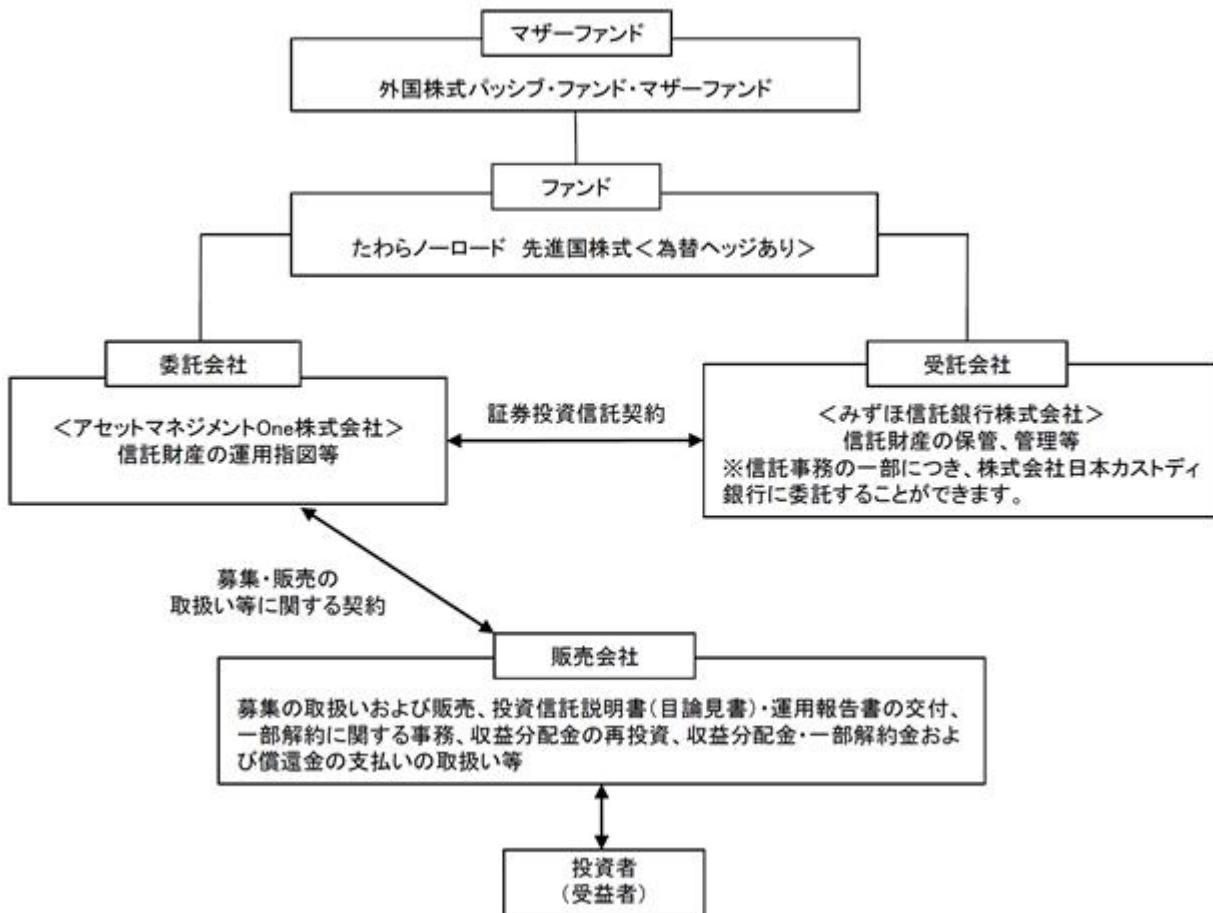 マザーファンド
外国株式パッシブ・ファンド・マザーファンド
ファンド
たわらノーロード 先進国株式＜為替ヘッジあり＞
委託会社
＜アセットマネジメントOne株式会社＞
信託財産の運用指図等
証券投資信託契約
受託会社
＜みずほ信託銀行株式会社＞
信託財産の保管、管理等
※信託事務の一部につき、株式会社日本カストディ
銀行に委託することができます。
募集・販売の
取扱い等に関する契約
販売会社
募集の取扱いおよび販売、投資信託説明書（目論見書）・運用報告書の交付、
一部解約に関する事務、収益分配金の再投資、収益分配金・一部解約金およ
び償還金の支払いの取扱い等
投資者
（受益者）